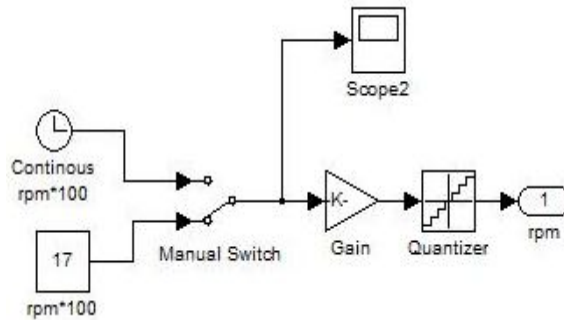 Scope2
Continous
rpm*100
17
rpm*100
Manual Switch
K-
Gain
Quantizer
1
rpm